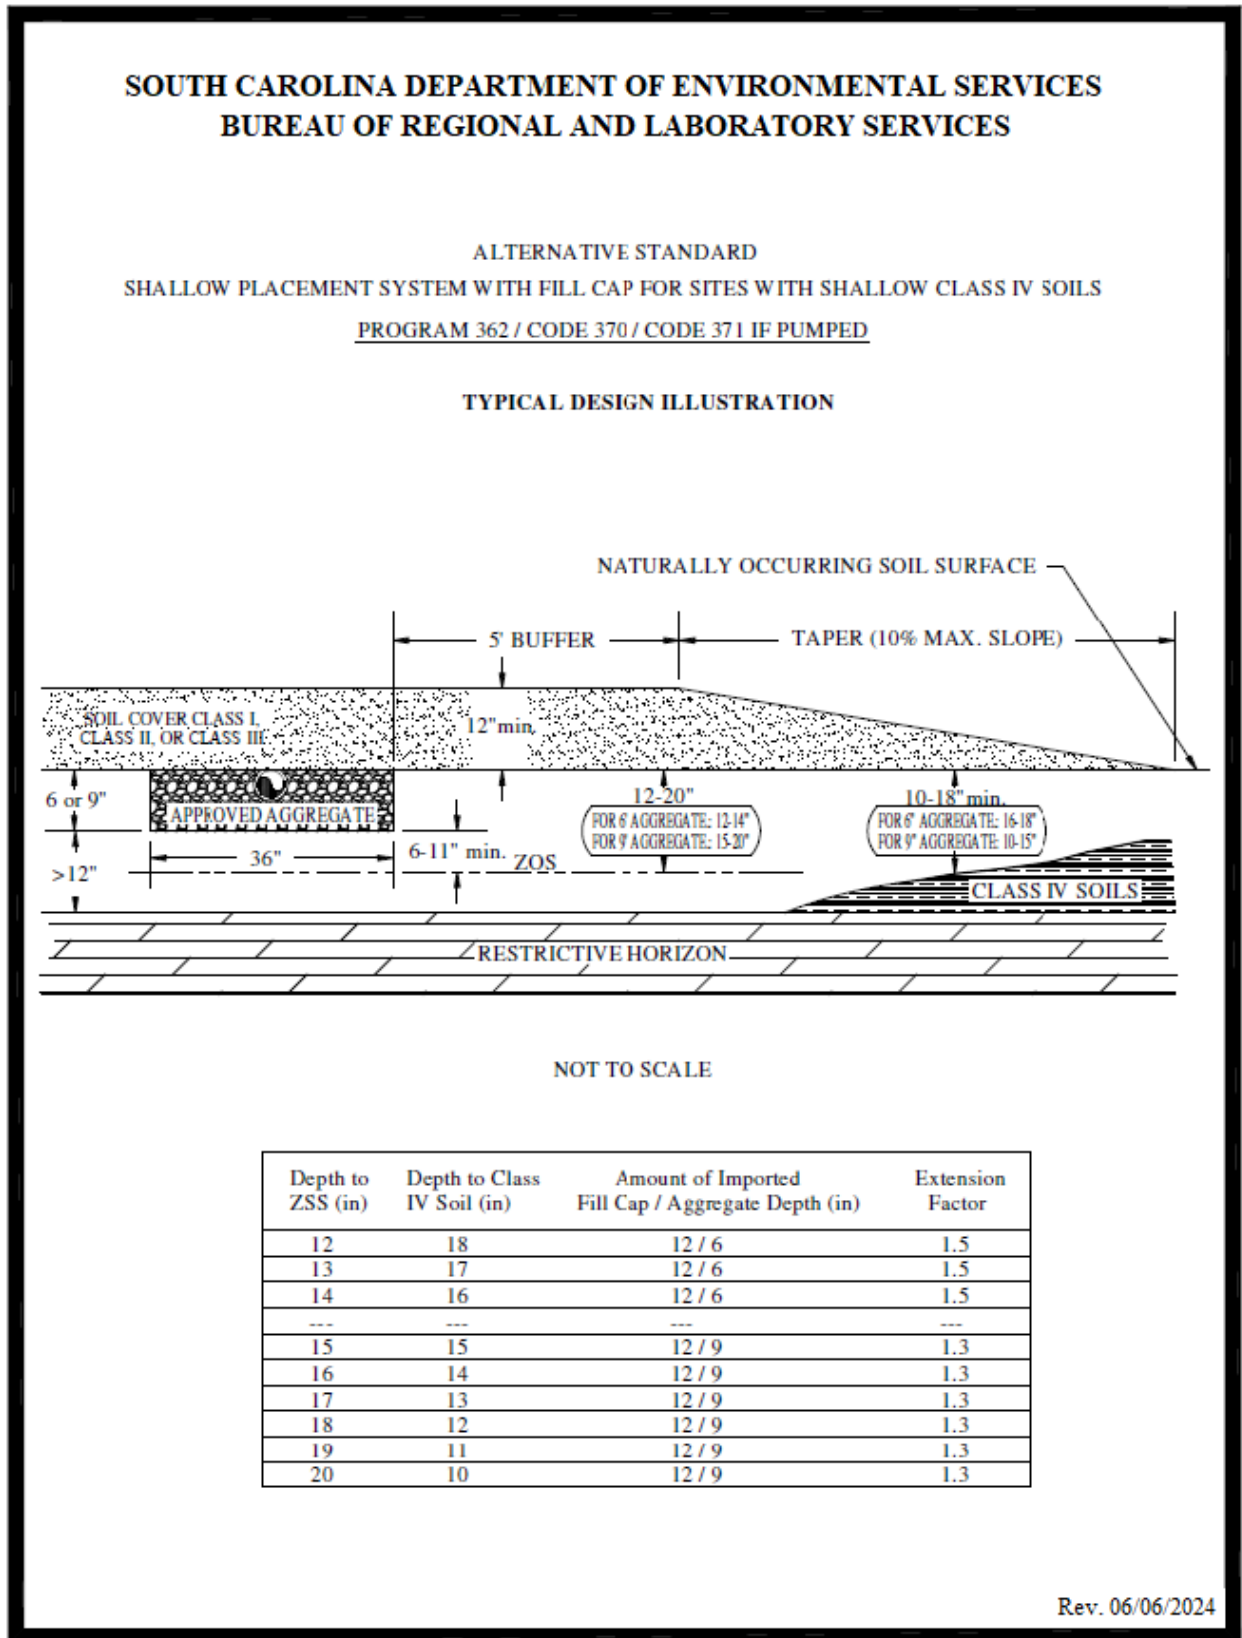 SOUTH CAROLINA DEPARTMENT OF ENVIRONMENTAL SERVICES
BUREAU OF REGIONAL AND LABORATORY SERVICES
ALTERNATIVE STANDARD
SHALLOW PLACEMENT SYSTEM WITH FILL CAP FOR SITES WITH SHALLOW CLASS IV SOILS
PROGRAM 362 / CODE 370 / CODE 371 IF PUMPED
TYPICAL DESIGN ILLUSTRATION
NATURALLY OCCURRING SOIL SURFACE
5' BUFFER
TAPER (10% MAX. SLOPE)
SOIL COVER CLASS I,
CLASS II, OR CLASS III
12"min.
6 or 9"
APPROVED AGGREGATE
12-20"
FOR 6' AGGREGATE.: 12-14"
FOR 9' AGGREGATE.: 15-20"
10-18"min.
FOR 6" AGGREGATE: 16-18"
FOR 9" AGGREGATE: 10-15"
>12"
36"
6-11" min.
ZOS
CLASS IV SOILS
RESTRICTIVE HORIZON
NOT TO SCALE
Depth to ZSS (in) Depth to Class IV Soil (in) Amount of Imported Fill Cap / Aggregate Depth (in) Extension Factor
12 18 12 / 6 1.5
13 17 12 / 6 1.5
14 16 12 / 6 1.5
--- --- --- ---
15 15 12 / 9 1.3
16 14 12 / 9 1.3
17 13 12 / 9 1.3
18 12 12 / 9 1.3
19 11 12 / 9 1.3
20 10 12 / 9 1.3
Rev. 06/06/2024